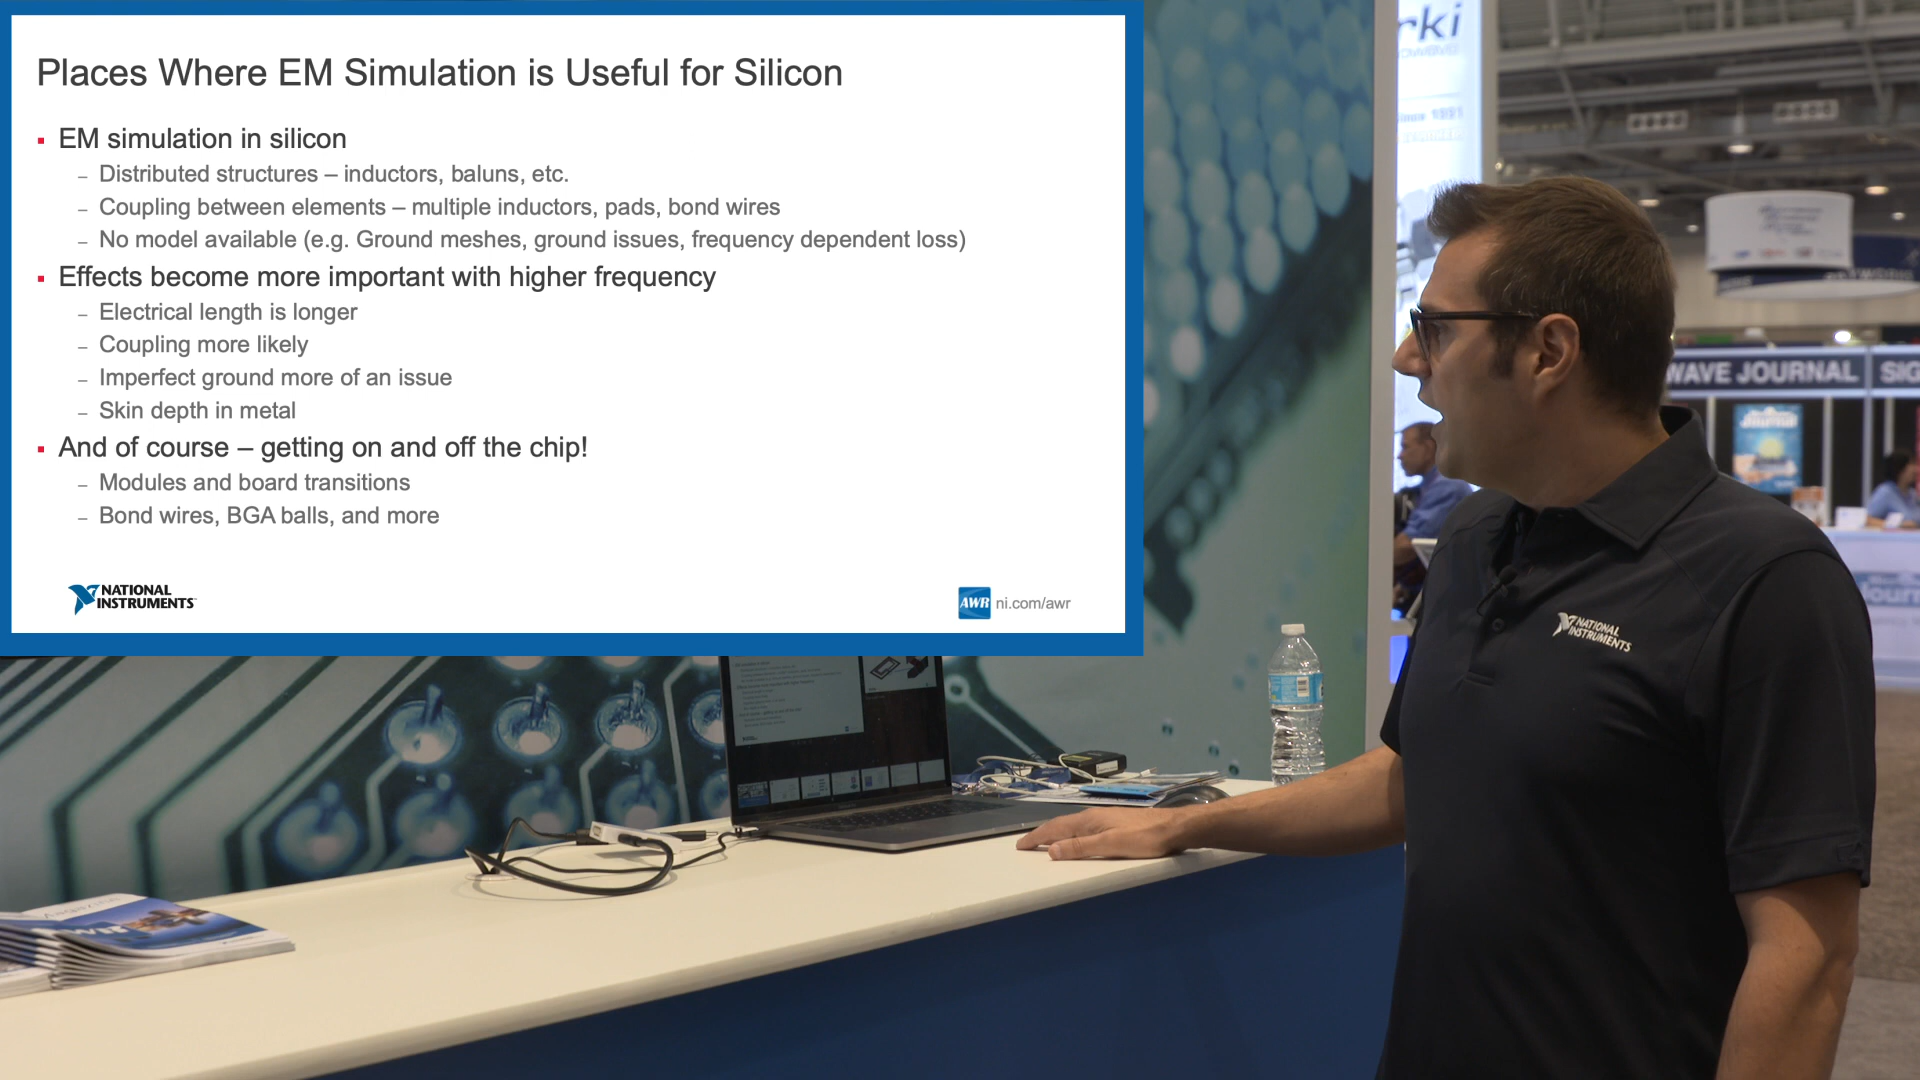 Places Where EM Simulation is Useful for Silicon
▪ EM simulation in silicon
– Distributed structures – inductors, baluns, etc.
– Coupling between elements – multiple inductors, pads, bond wires
– No model available (e.g. Ground meshes, ground issues, frequency dependent loss)
▪ Effects become more important with higher frequency
– Electrical length is longer
– Coupling more likely
– Imperfect ground more of an issue
– Skin depth in metal
▪ And of course – getting on and off the chip!
– Modules and board transitions
– Bond wires, BGA balls, and more
NATIONAL
INSTRUMENTS
AWR ni.com/awr
rki
since 1991
WAVE JOURNAL
SIG
NATIONAL
INSTRUMENTS